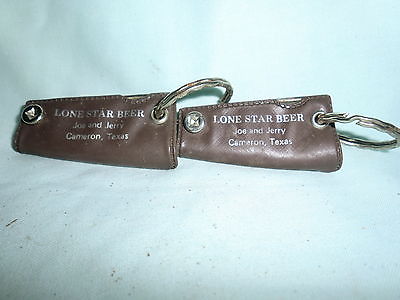 LONE STAR BEER
Joe and Jerry
Cameron, Texas
LONE STAR BEER
Joe and Jerry
Cameron, Texas